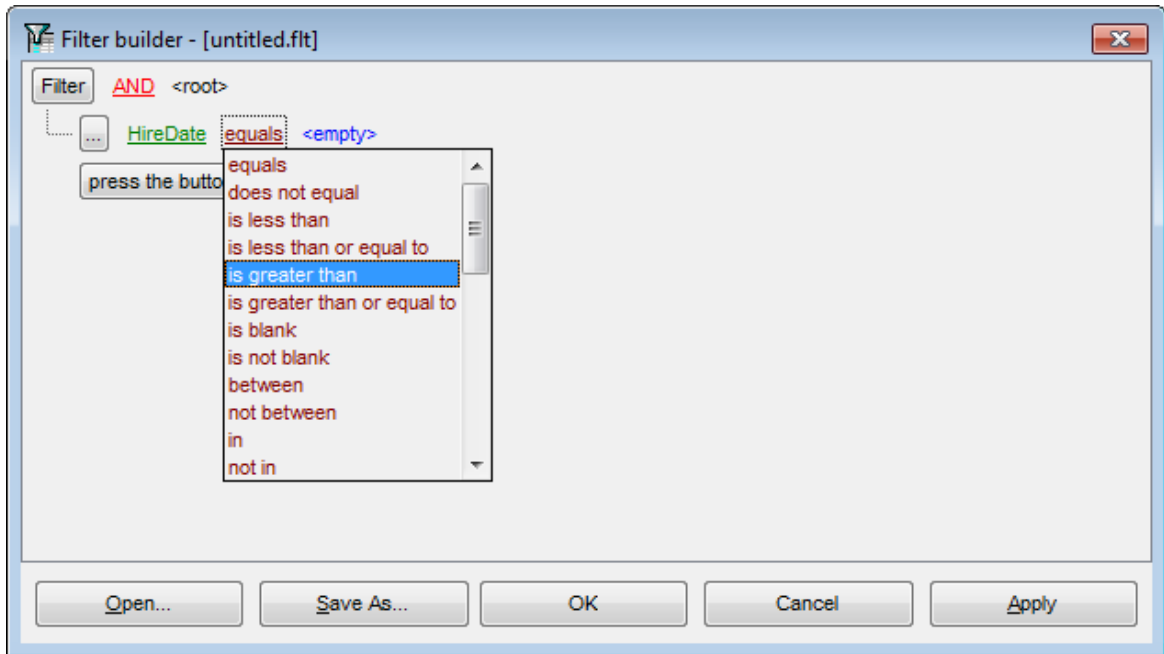 Filter builder - [untitled.flt]
Filter AND <root>
... HireDate equals <empty>
press the butto
equals
does not equal
is less than
is less than or equal to
is greater than
is greater than or equal to
is blank
is not blank
between
not between
in
not in
Open... Save As... OK Cancel Apply